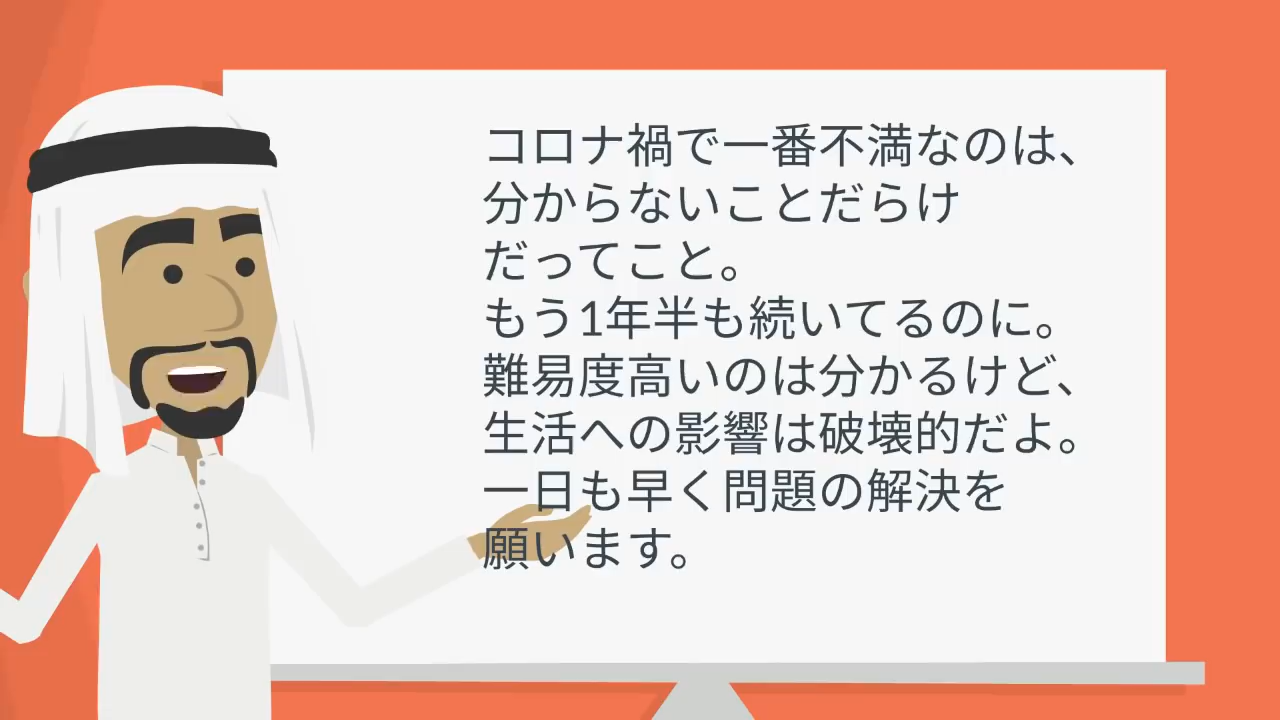 コロナ禍で一番不満なのは、
分からないことだらけ
だってこと。
もう1年半も続いてるのに。
難易度高いのは分かるけど、
生活への影響は破壊的だよ。
一日も早く問題の解決を
願います。